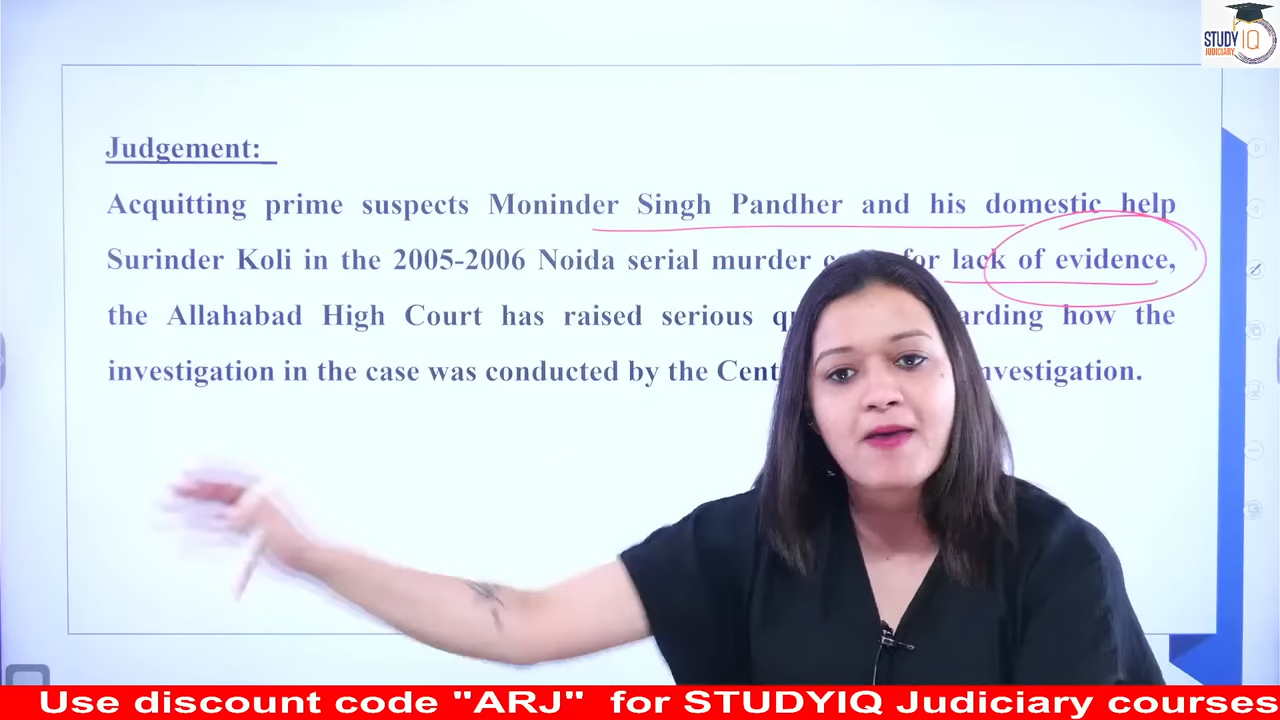 STUDY IQ
JUDICIARY
Judgement:
Acquitting prime suspects Moninder Singh Pandher and his domestic help
Surinder Koli in the 2005-2006 Noida serial murder for lack of evidence,
the Allahabad High Court has raised serious how the
investigation in the case was conducted by the
Use discount code "ARJ" for STUDYIQ Judiciary courses